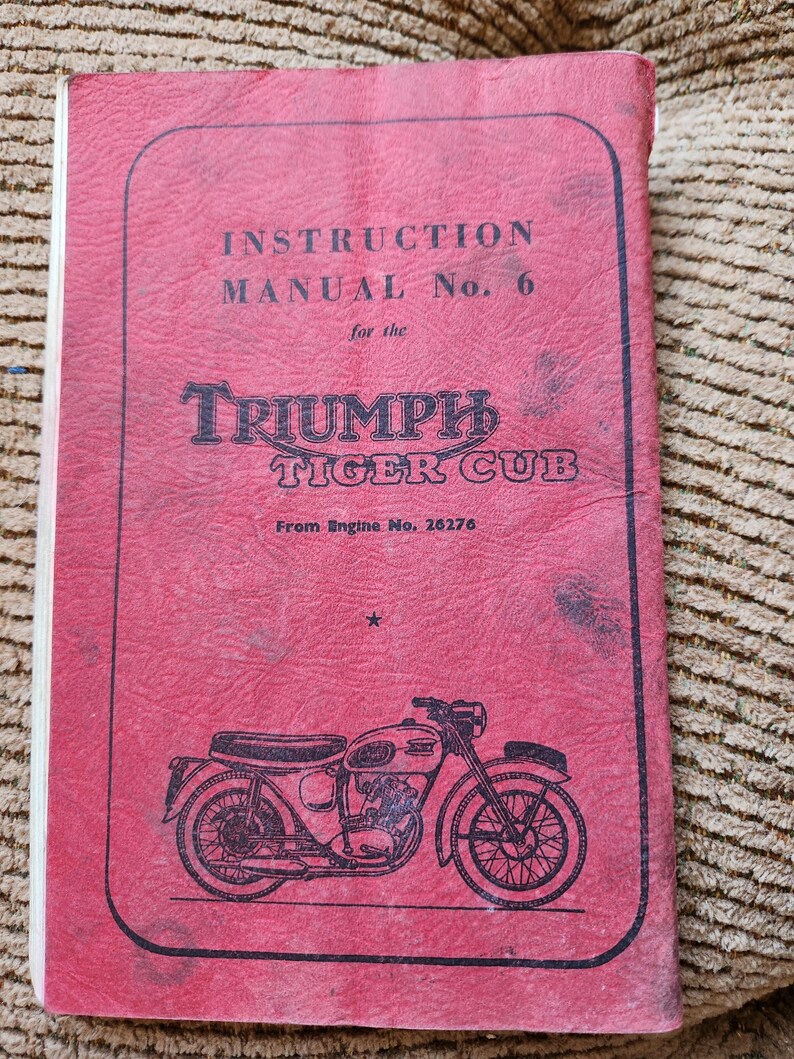 INSTRUCTION
MANUAL No. 6
for the
TRIUMPH
TIGER CUB
From Engine No. 26276